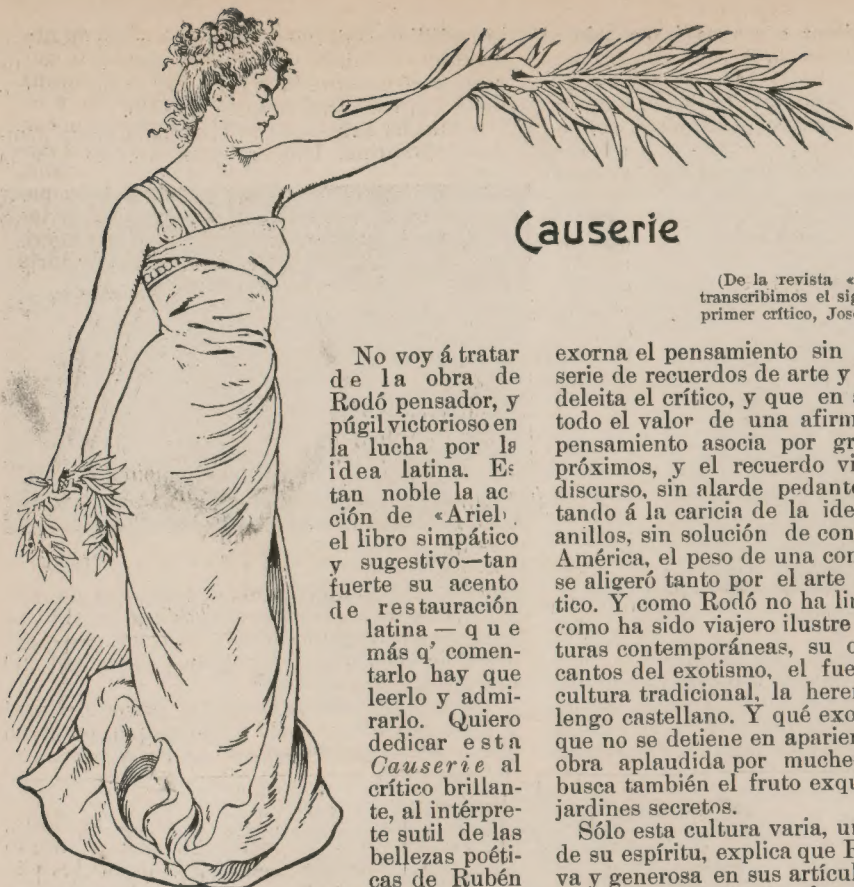 Causerie
(De la revista «
transcribimos el sig
primer crítico, Jose
No voy á tratar
de la obra de
Rodó pensador, y
púgil victorioso en
la lucha por la
idea latina. Es
tan noble la ac
ción de «Ariel»,
el libro simpático
y sugestivo—tan
fuerte su acento
de restauración
latina — que
más q' comen-
tarlo hay que
leerlo y admi-
rarlo. Quiero
dedicar esta
Causerie al
crítico brillan-
te, al intérpre-
te sutil de las
bellezas poéti-
cas de Rubén
exorna el pensamiento sin
serie de recuerdos de arte y
deleita el crítico, y que en s
todo el valor de una afirm
pensamiento asocia por gr
próximos, y el recuerdo vi
discurso, sin alarde pedante
tando á la caricia de la ide
anillos, sin solución de con
América, el peso de una con
se aligeró tanto por el arte
tico. Y como Rodó no ha lin
como ha sido viajero ilustre
turas contemporáneas, su c
cantos del exotismo, el fue
cultura tradicional, la heren
lengo castellano. Y qué exo
que no se detiene en aparien
obra aplaudida por muche
busca también el fruto exqu
jardines secretos.
Sólo esta cultura varia, un
de su espíritu, explica que R
va y generosa en sus artícul